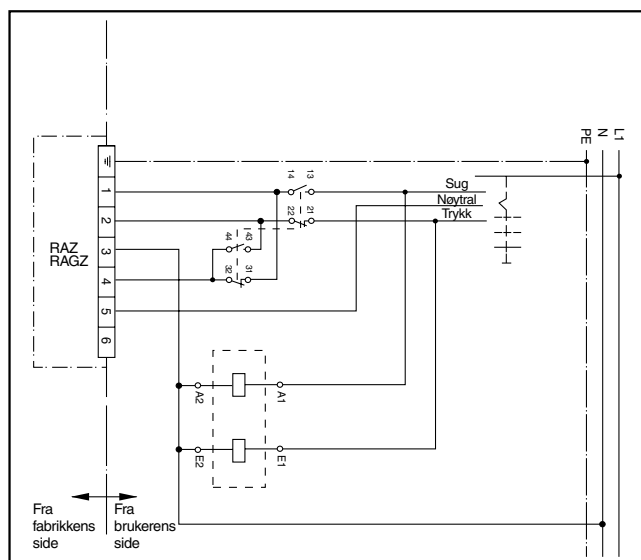 PE
N
L1
Sug
Nøytral
Trykk
14
13
22
21
44
43
32
31
1
2
3
4
5
6
RAZ
RAGZ
A2
A1
E2
E1
Fra
fabrikkens
side
Fra
brukerens
side